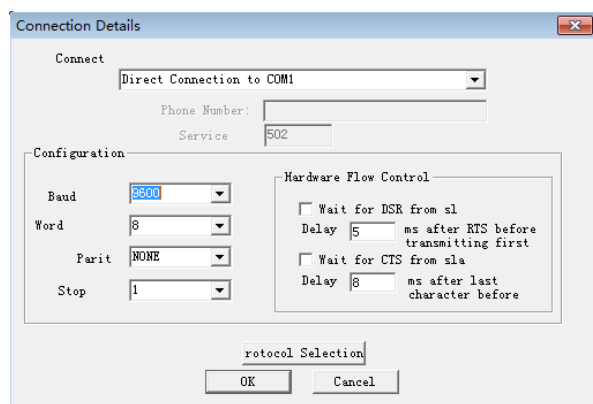 Connection Details
Connect
Direct Connection to COM1
Phone Number:
Service 502
Configuration
Baud 9600
Word 8
Parit NONE
Stop 1
Hardware Flow Control
Wait for DSR from sl
Delay 5 ms after RTS before
transmitting first
Wait for CTS from sla
Delay 8 ms after last
character before
rotocol Selection
OK Cancel